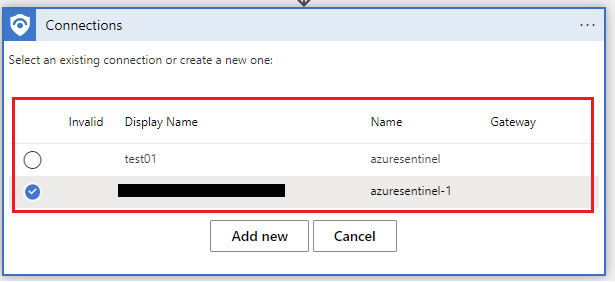 Connections
Select an existing connection or create a new one:
Invalid Display Name Name Gateway
test01 azuresentinel
azuresentinel-1
Add new Cancel